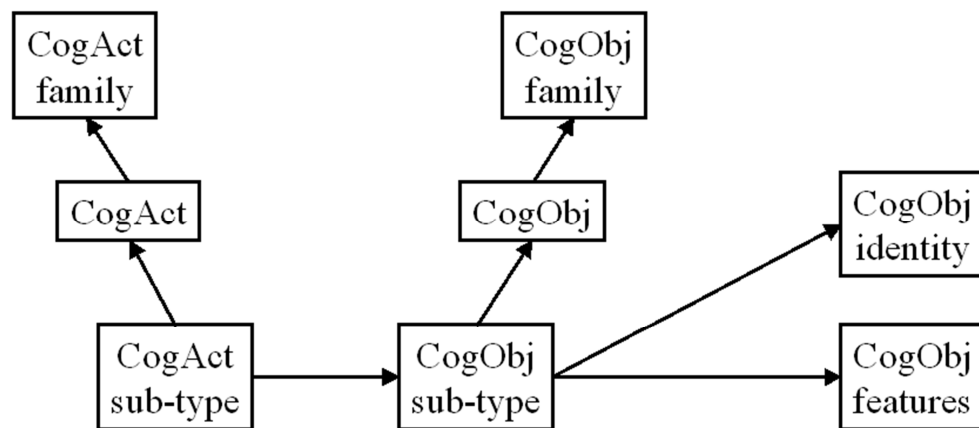 CogAct
family
CogObj
family
CogAct
CogObj
CogObj
identity
CogAct
sub-type
CogObj
sub-type
CogObj
features